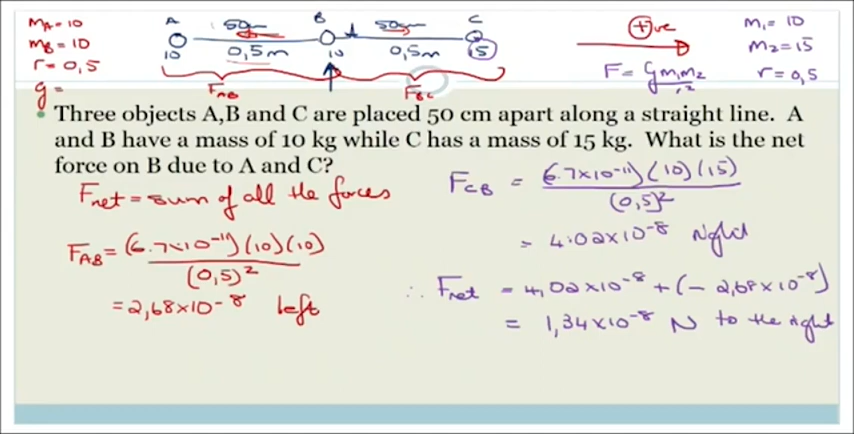 MA=10
MB=10
r=0,5
g=
A
B
C
50cm
50cm
10
0,5m
10
0,5m
15
FAB
FBC
+ve
F = Gm1m2
r2
m1=10
m2=15
r=0,5
• Three objects A,B and C are placed 50 cm apart along a straight line. A
and B have a mass of 10 kg while C has a mass of 15 kg. What is the net
force on B due to A and C?
Fnet = sum of all the forces
FAB = (6.7×10-11)(10)(10)
(0,5)2
= 2,68×10-8 left
FCB = (6.7×10-11)(10)(15)
(0,5)2
= 4.02×10-8 N right
∴ Fnet = 4,02×10-8 + (- 2,68×10-8)
= 1,34×10-8 N to the right